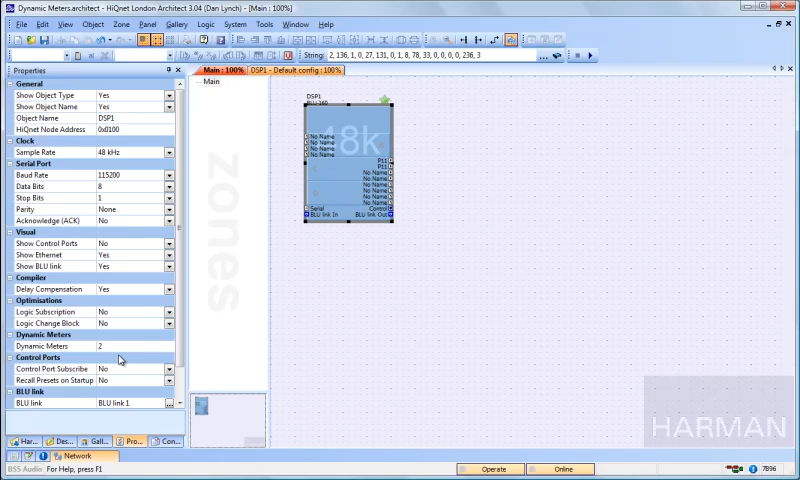 Dynamic Meters.architect - HiQnet London Architect 3.04 (Dan Lynch) - [Main : 100%]
File Edit View Object Zone Panel Gallery Logic System Tools Window Help
String: 2, 136, 1, 0, 27, 131, 0, 1, 8, 78, 33, 0, 0, 0, 0, 236, 3
Properties
Main : 100% DSP1 - Default config : 100%
General
Show Object Type Yes
Show Object Name Yes
Object Name DSP1
HiQnet Node Address 0x0100
Clock
Sample Rate 48 kHz
Serial Port
Baud Rate 115200
Data Bits 8
Stop Bits 1
Parity None
Acknowledge (ACK) No
Visual
Show Control Ports No
Show Ethernet Yes
Show BLU link Yes
Compiler
Delay Compensation Yes
Optimisations
Logic Subscription No
Logic Change Block No
Dynamic Meters
Dynamic Meters 2
Control Ports
Control Port Subscribe No
Recall Presets on Startup No
BLU link
BLU link BLU link 1
Main
zones
DSP1
BLU-160
48k
No Name
No Name
No Name
No Name
P11
P11
No Name
No Name
No Name
No Name
No Name
No Name
Serial Control
BLU link In BLU link Out
HARMAN
Har... Des... Gall... Pro... Con...
Network
BSS Audio For Help, press F1
Operate Online
7BIT